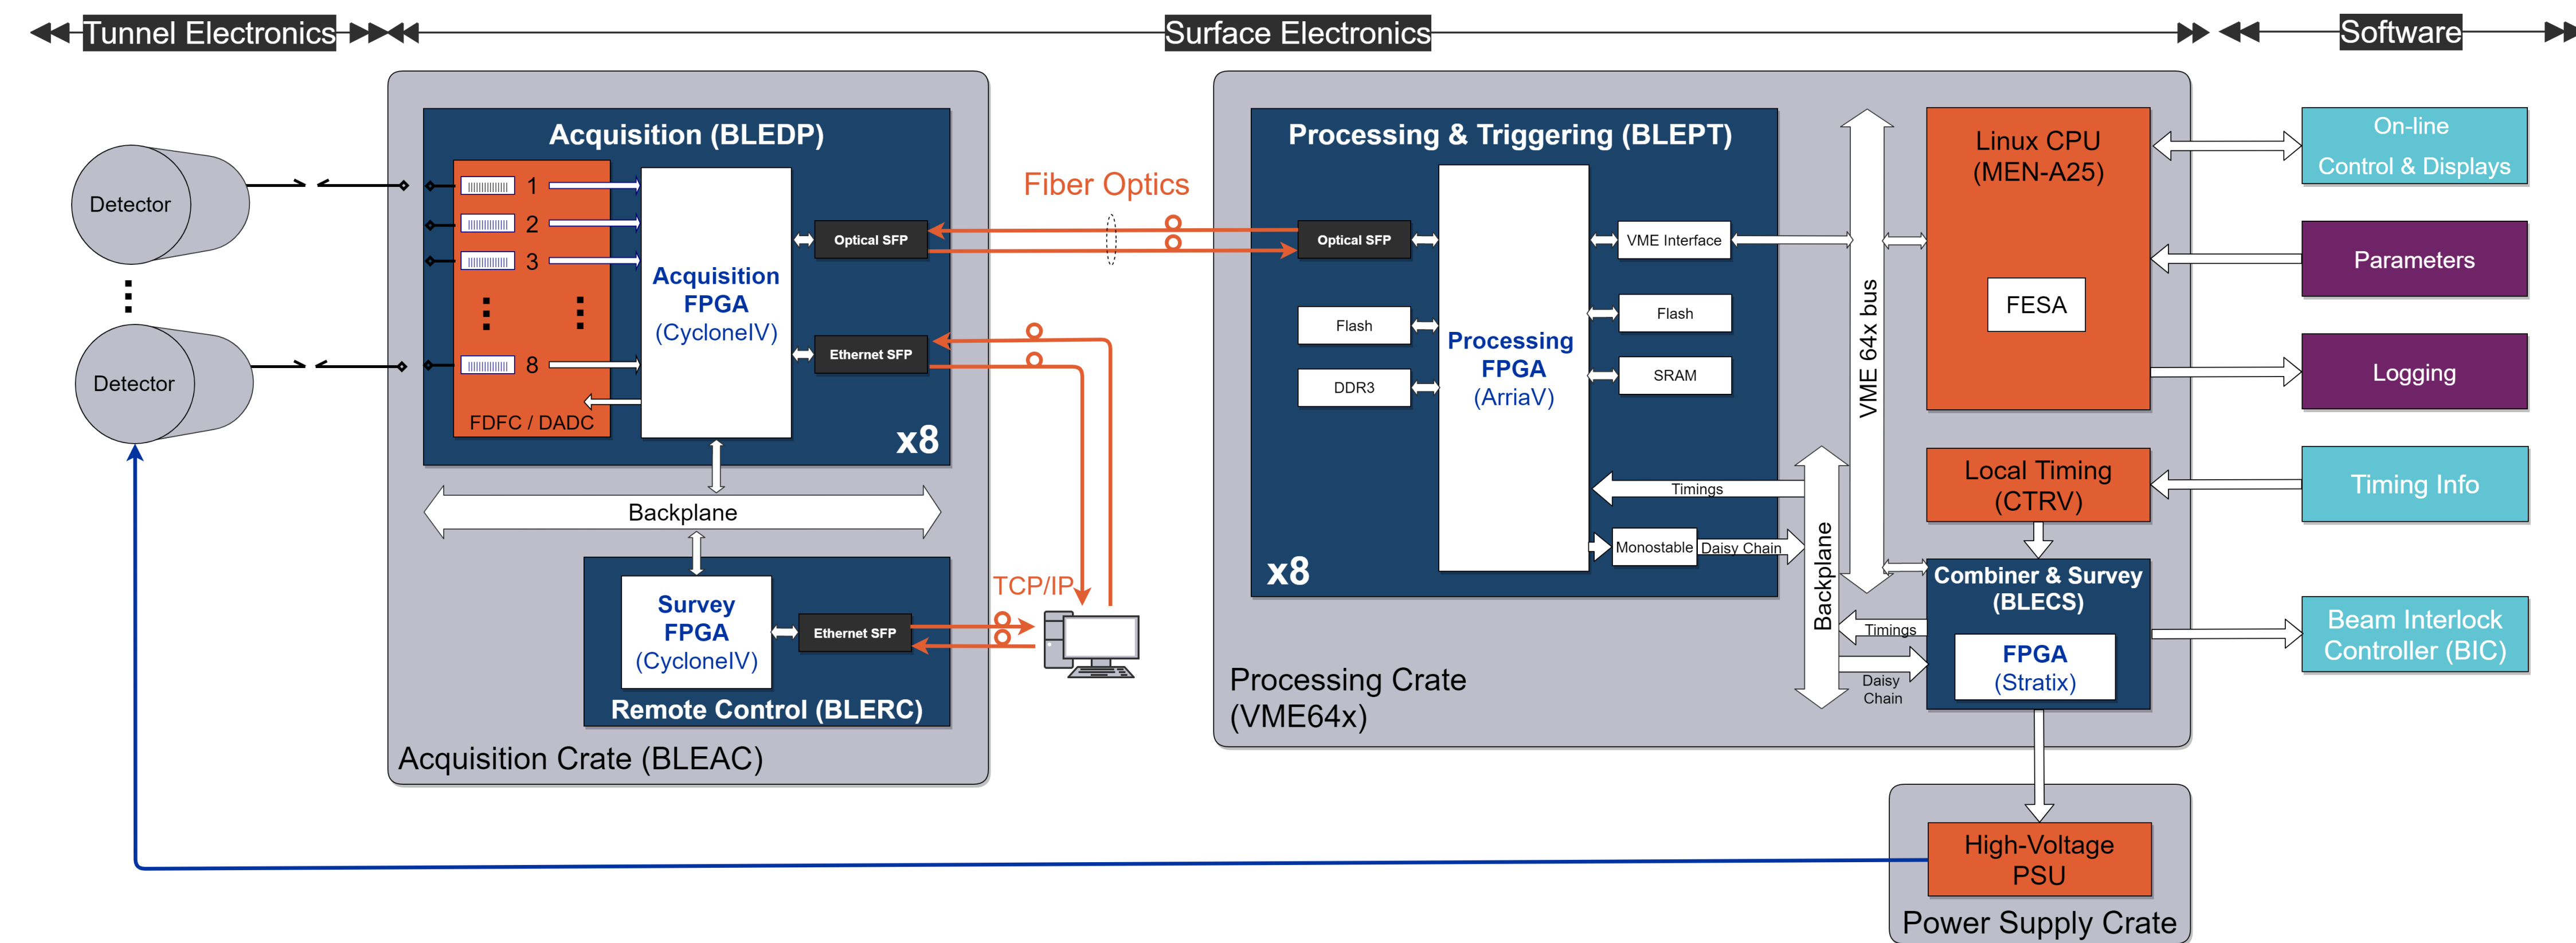 Tunnel Electronics
Surface Electronics
Software
Detector
Detector
Acquisition (BLEDP)
1
2
3
8
FDFC / DADC
Acquisition
FPGA
(CycloneIV)
Optical SFP
Ethernet SFP
x8
Backplane
Survey
FPGA
(CycloneIV)
Ethernet SFP
Remote Control (BLERC)
Acquisition Crate (BLEAC)
Fiber Optics
TCP/IP
Processing & Triggering (BLEPT)
Optical SFP
Flash
DDR3
Processing
FPGA
(ArriaV)
VME Interface
Flash
SRAM
Timings
Monostable
Daisy Chain
x8
Processing Crate
(VME64x)
VME 64x bus
Backplane
Linux CPU
(MEN-A25)
FESA
Local Timing
(CTRV)
Combiner & Survey
(BLECS)
FPGA
(Stratix)
Timings
Daisy
Chain
High-Voltage
PSU
Power Supply Crate
On-line
Control & Displays
Parameters
Logging
Timing Info
Beam Interlock
Controller (BIC)